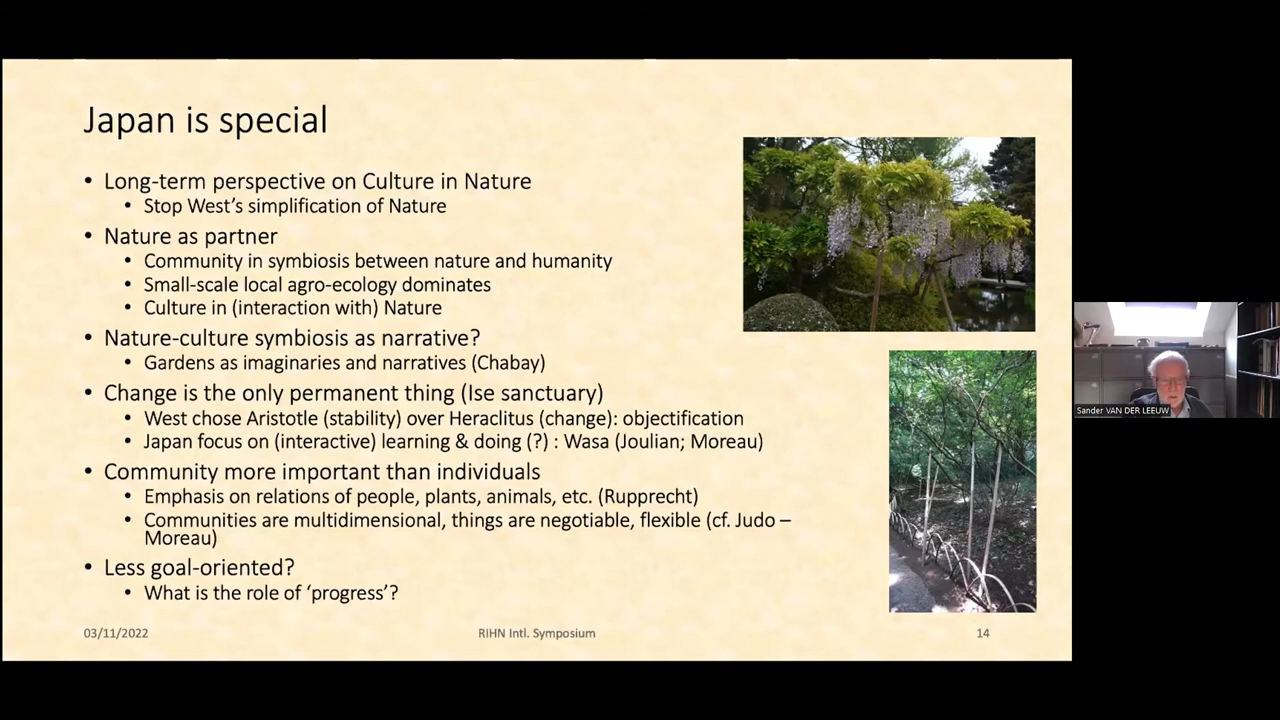 Japan is special
• Long-term perspective on Culture in Nature
• Stop West's simplification of Nature
• Nature as partner
• Community in symbiosis between nature and humanity
• Small-scale local agro-ecology dominates
• Culture in (interaction with) Nature
• Nature-culture symbiosis as narrative?
• Gardens as imaginaries and narratives (Chabay)
• Change is the only permanent thing (Ise sanctuary)
• West chose Aristotle (stability) over Heraclitus (change): objectification
• Japan focus on (interactive) learning & doing (?) : Wasa (Joulian; Moreau)
• Community more important than individuals
• Emphasis on relations of people, plants, animals, etc. (Rupprecht)
• Communities are multidimensional, things are negotiable, flexible (cf. Judo –
Moreau)
• Less goal-oriented?
• What is the role of 'progress'?
03/11/2022
RIHN Intl. Symposium
14
Sander VAN DER LEEUW